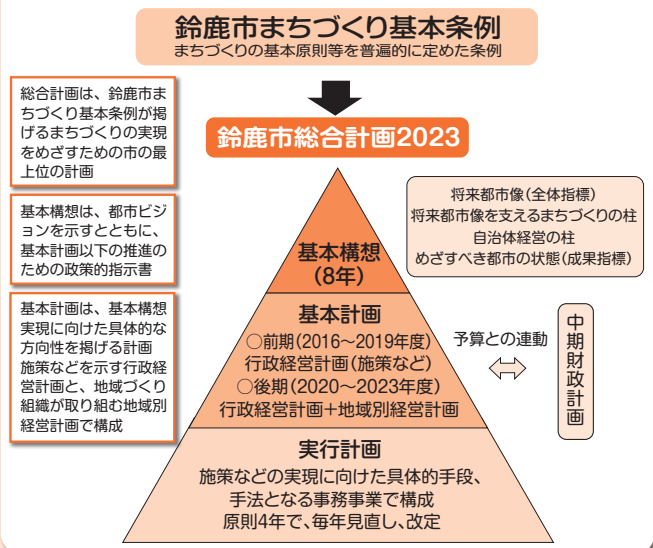 鈴鹿市まちづくり基本条例
まちづくりの基本原則等を普遍的に定めた条例
総合計画は、鈴鹿市ま
ちづくり基本条例が掲
げるまちづくりの実現
をめざすための市の最
上位の計画
鈴鹿市総合計画2023
基本構想は、都市ビジ
ョンを示すとともに、
基本計画以下の推進の
ための政策的指示書
基本計画は、基本構想
実現に向けた具体的な
方向性を掲げる計画
施策などを示す行政経
営計画と、地域づくり
組織が取り組む地域別
経営計画で構成
基本構想
(8年)
将来都市像(全体指標)
将来都市像を支えるまちづくりの柱
自治体経営の柱
めざすべき都市の状態(成果指標)
基本計画
○前期(2016〜2019年度)
行政経営計画(施策など)
○後期(2020〜2023年度)
行政経営計画+地域別経営計画
予算との連動
中期財政計画
実行計画
施策などの実現に向けた具体的手段、
手法となる事務事業で構成
原則4年で、毎年見直し、改定